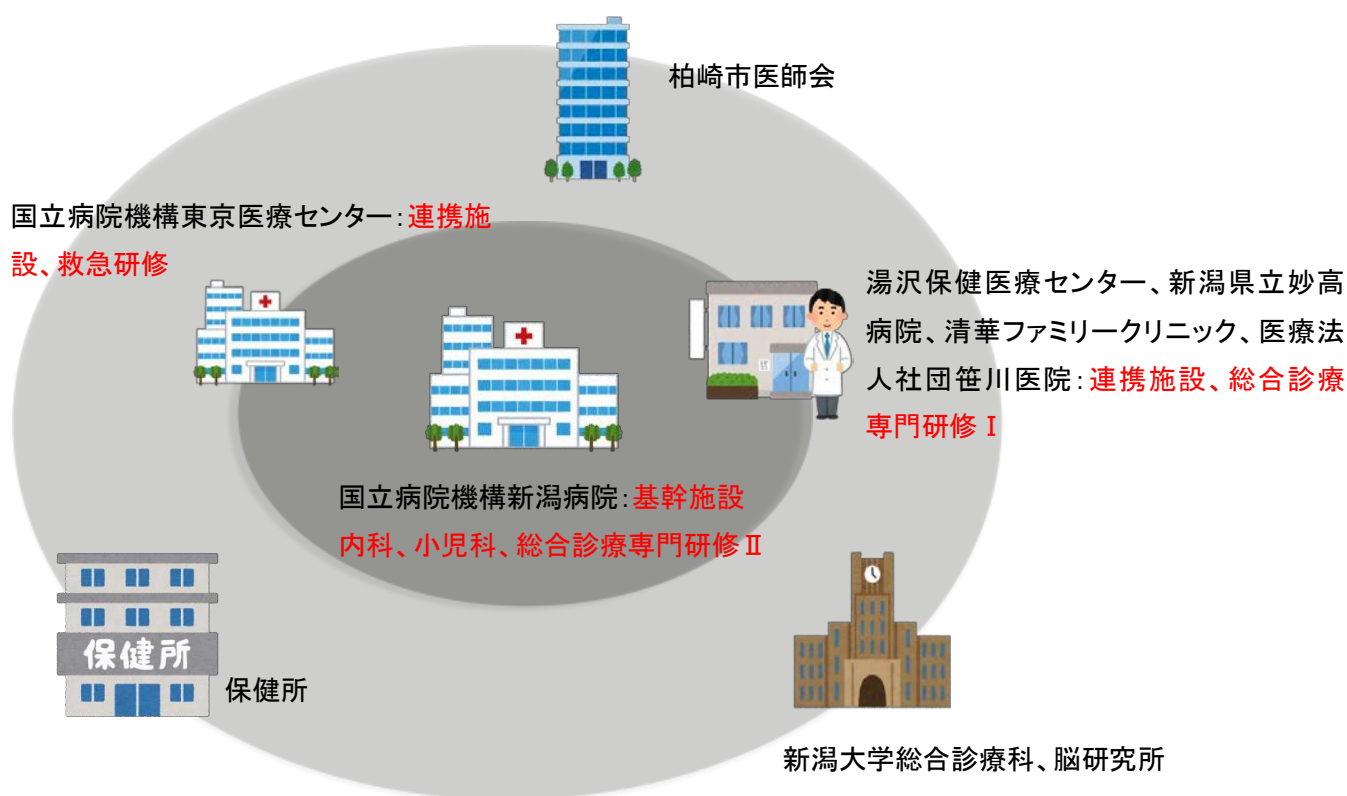 柏崎市医師会
国立病院機構東京医療センター：連携施
設、救急研修
湯沢保健医療センター、新潟県立妙高
病院、清華ファミリークリニック、医療法
人社団笹川医院：連携施設、総合診療
専門研修Ⅰ
国立病院機構新潟病院：基幹施設
内科、小児科、総合診療専門研修Ⅱ
保健所
保健所
新潟大学総合診療科、脳研究所